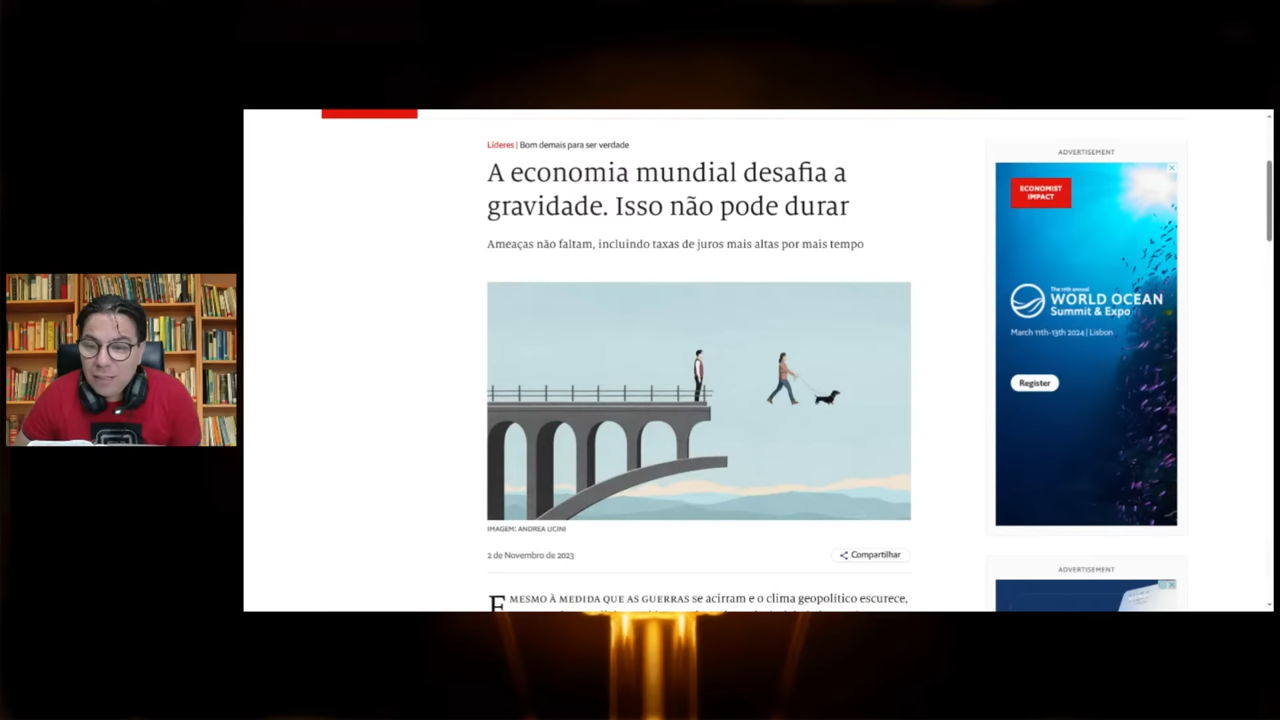 Líderes | Bom demais para ser verdade
A economia mundial desafia a
gravidade. Isso não pode durar
Ameaças não faltam, incluindo taxas de juros mais altas por mais tempo
IMAGEM: ANDREA UCINI
2 de Novembro de 2023
Compartilhar
E MESMO À MEDIDA QUE AS GUERRAS se acirram e o clima geopolítico escurece,
ADVERTISEMENT
ECONOMIST
IMPACT
The 11th annual
WORLD OCEAN
Summit & Expo
March 11th-13th 2024 | Lisbon
Register
ADVERTISEMENT